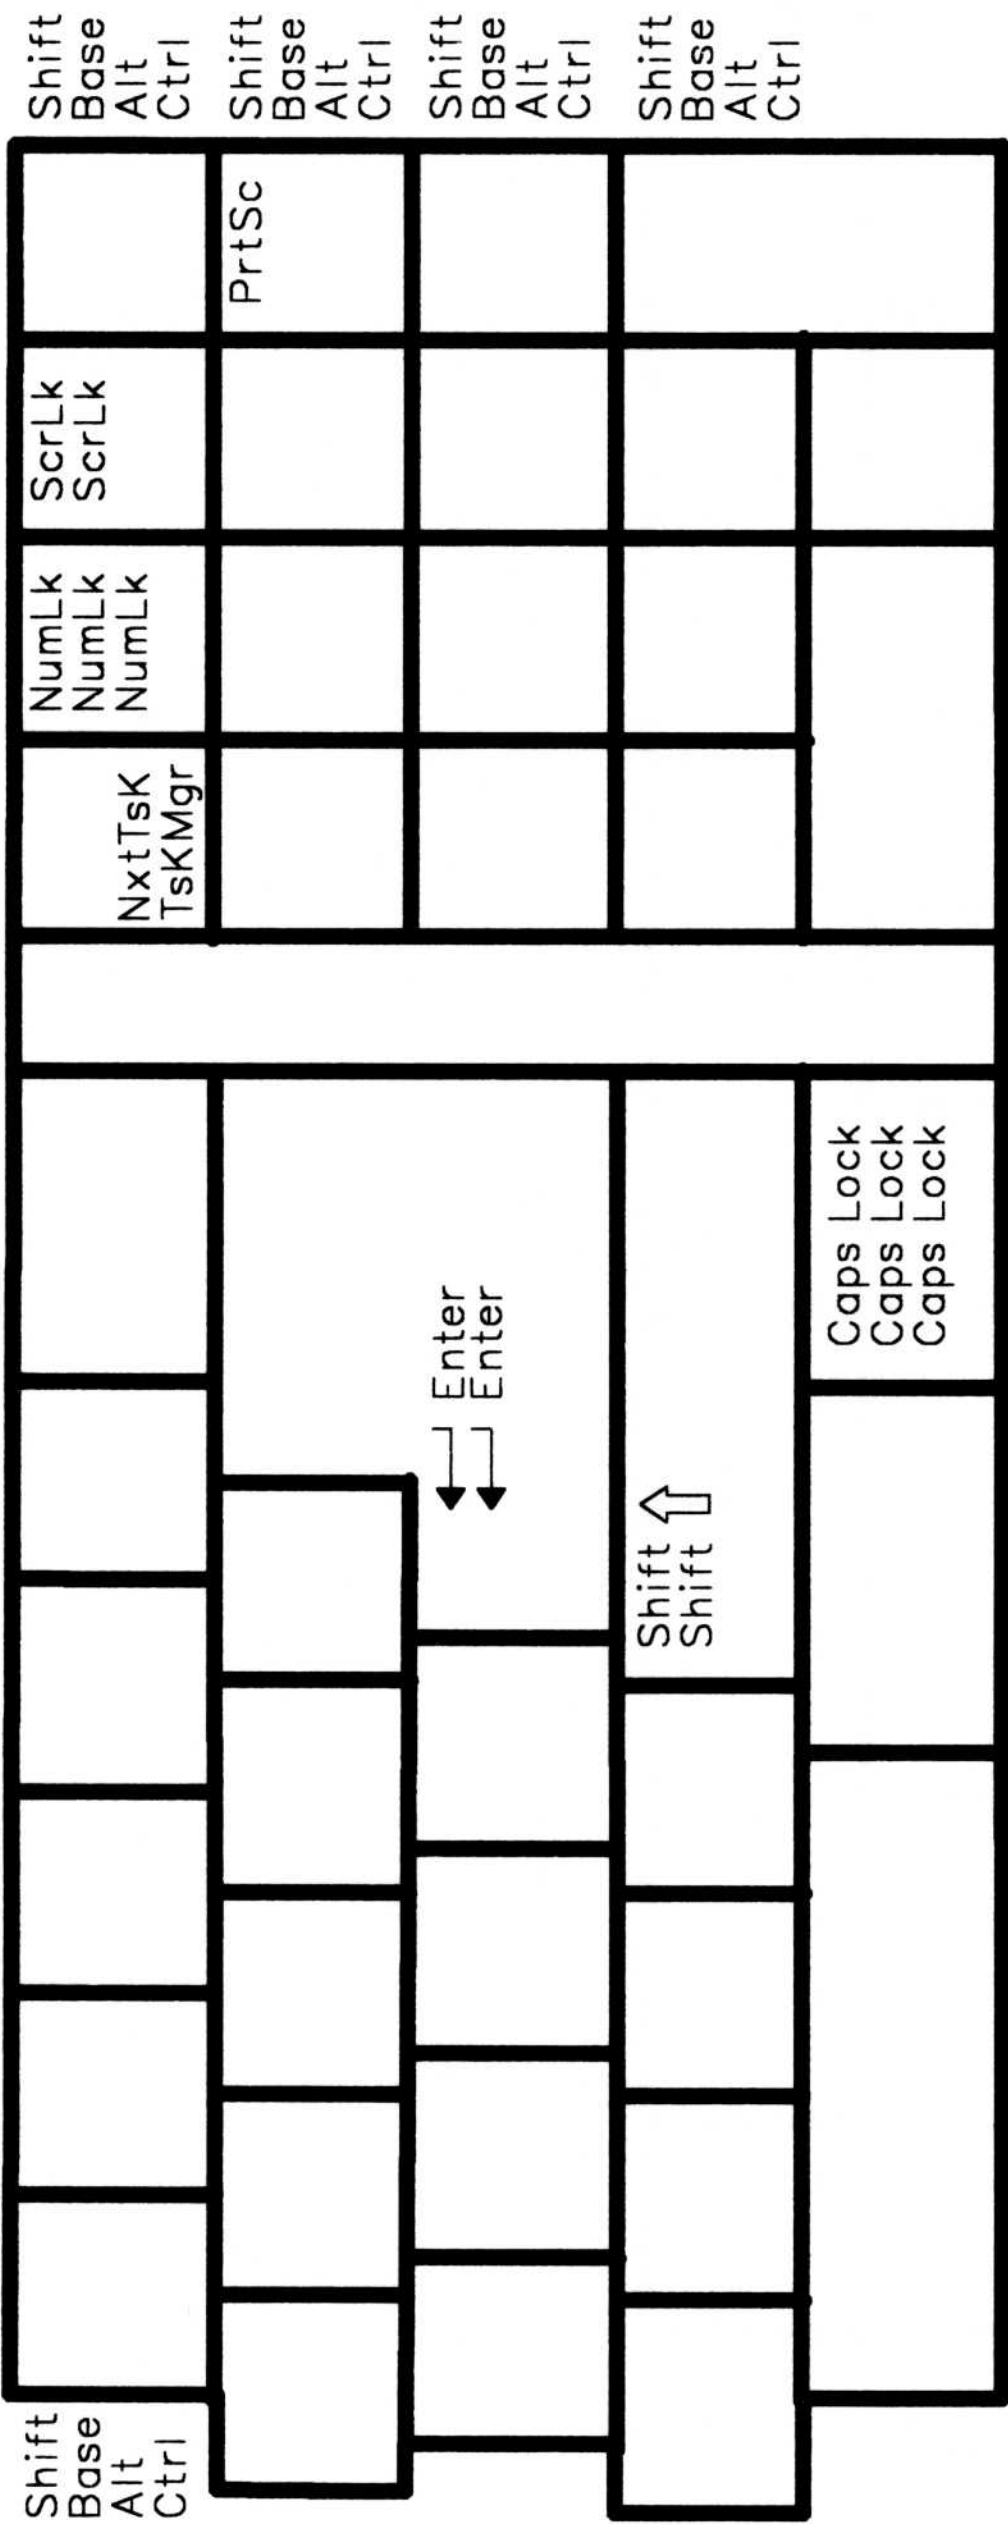 Shift
Base
Alt
Ctrl
NxtTsK
TsKMgr
NumLk
NumLk
NumLk
ScrLk
ScrLk
Shift
Base
Alt
Ctrl
PrtSc
Shift
Base
Alt
Ctrl
Enter
Enter
Shift
Base
Alt
Ctrl
Shift
Shift
Shift
Base
Alt
Ctrl
Caps Lock
Caps Lock
Caps Lock